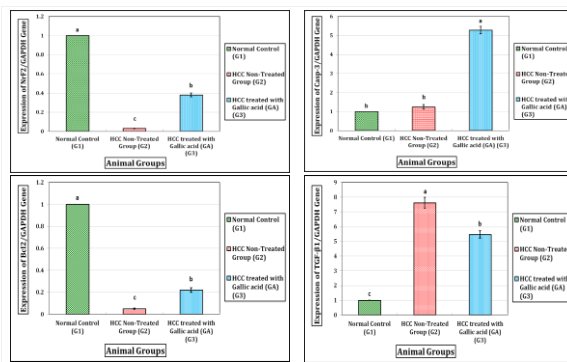 Expression of NrF2/GAPDH Gene
1.2
1
0.8
0.6
0.4
0.2
0
a
c
b
Normal Control
(G1)
HCC Non-Treated
Group (G2)
HCC treated with
Gallic acid (GA)
(G3)
Animal Groups
Normal Control
(G1)
HCC Non-Treated
Group (G2)
HCC treated with
Gallic acid (GA)
(G3)
Expression of Casp-3/GAPDH Gene
6
5
4
3
2
1
0
b
b
a
Normal Control (G1)
HCC Non-Treated
Group (G2)
HCC treated with
Gallic acid (GA) (G3)
Animal Groups
Normal Control
(G1)
HCC Non-Treated
Group (G2)
HCC treated with
Gallic acid (GA)
(G3)
Expression of Bcl2/GAPDH Gene
1.2
1
0.8
0.6
0.4
0.2
0
a
c
b
Normal Control
(G1)
HCC Non-Treated
Group (G2)
HCC treated with
Gallic acid (GA)
(G3)
Animal Groups
Normal Control
(G1)
HCC Non-Treated
Group (G2)
HCC treated with
Gallic acid (GA)
(G3)
Expression of TGF-β1/GAPDH Gene
9
8
7
6
5
4
3
2
1
0
c
a
b
Normal Control
(G1)
HCC Non-Treated
Group (G2)
HCC treated with
Gallic acid (GA)
(G3)
Animal Groups
Normal Control
(G1)
HCC Non-Treated
Group (G2)
HCC treated with
Gallic acid (GA)
(G3)